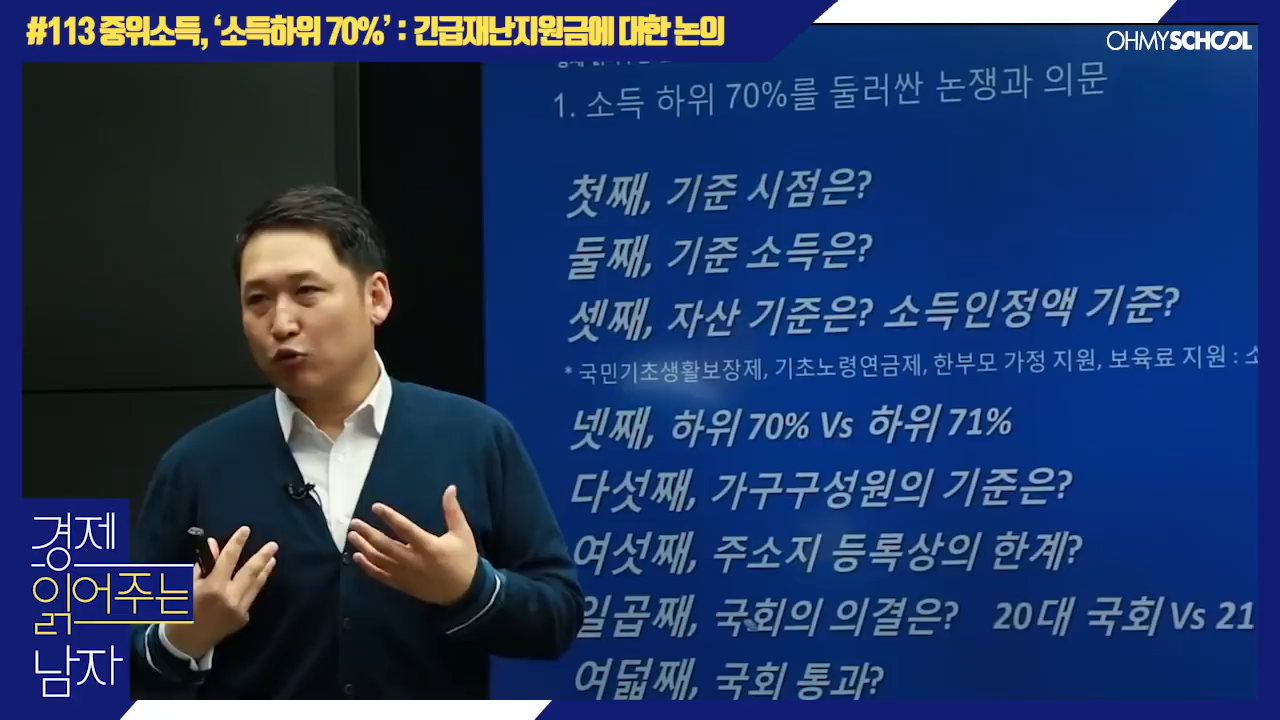 #113 중위소득, ‘소득하위 70%’ : 긴급재난지원금에 대한 논의
OHMYSCHOOL
1. 소득 하위 70%를 둘러싼 논쟁과 의문
첫째, 기준 시점은?
둘째, 기준 소득은?
셋째, 자산 기준은? 소득인정액 기준?
* 국민기초생활보장제, 기초노령연금제, 한부모 가정 지원, 보육료 지원 : 소
넷째, 하위 70% Vs 하위 71%
다섯째, 가구구성원의 기준은?
여섯째, 주소지 등록상의 한계?
일곱째, 국회의 의결은? 20대 국회 Vs 21
여덟째, 국회 통과?
경제
읽어주는
남자